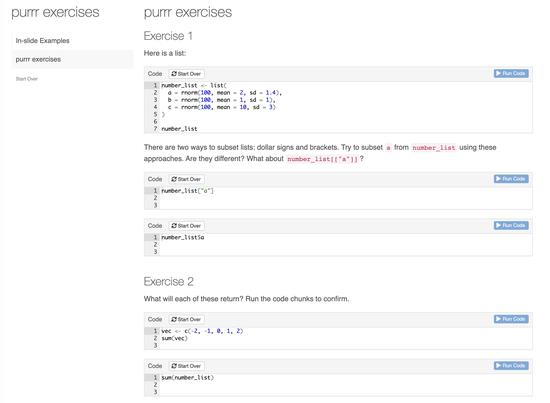 purrr exercises
In-slide Examples
purrr exercises
Start Over
purrr exercises
Exercise 1
Here is a list:
Code Start Over Run Code
1 number_list <- list(
2 a = rnorm(100, mean = 2, sd = 1.4),
3 b = rnorm(100, mean = 1, sd = 1),
4 c = rnorm(100, mean = 10, sd = 3)
5 )
6
7 number_list
There are two ways to subset lists: dollar signs and brackets. Try to subset a from number_list using these
approaches. Are they different? What about number_list[["a"]] ?
Code Start Over Run Code
1 number_list["a"]
2
3
Code Start Over Run Code
1 number_list$a
2
3
Exercise 2
What will each of these return? Run the code chunks to confirm.
Code Start Over Run Code
1 vec <- c(-2, -1, 0, 1, 2)
2 sum(vec)
3
Code Start Over Run Code
1 sum(number_list)
2
3